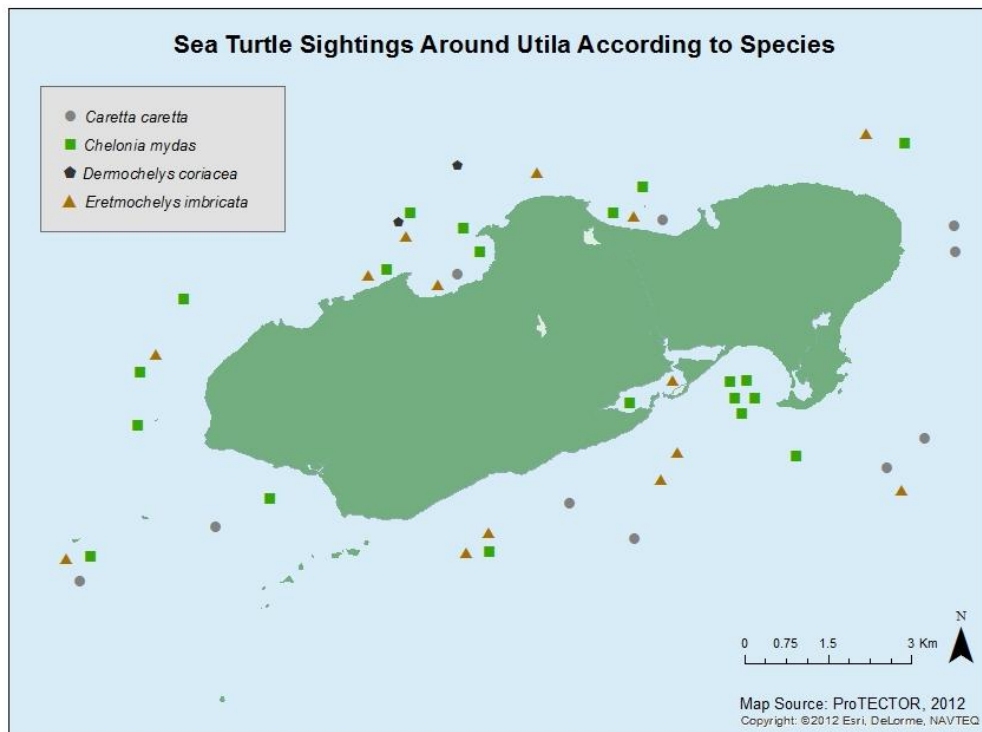 Sea Turtle Sightings Around Utila According to Species
Caretta caretta
Chelonia mydas
Dermochelys coriacea
Eretmochelys imbricata
N
0 0.75 1.5 3 Km
Map Source: ProTECTOR, 2012
Copyright: ©2012 Esri, DeLorme, NAVTEQ